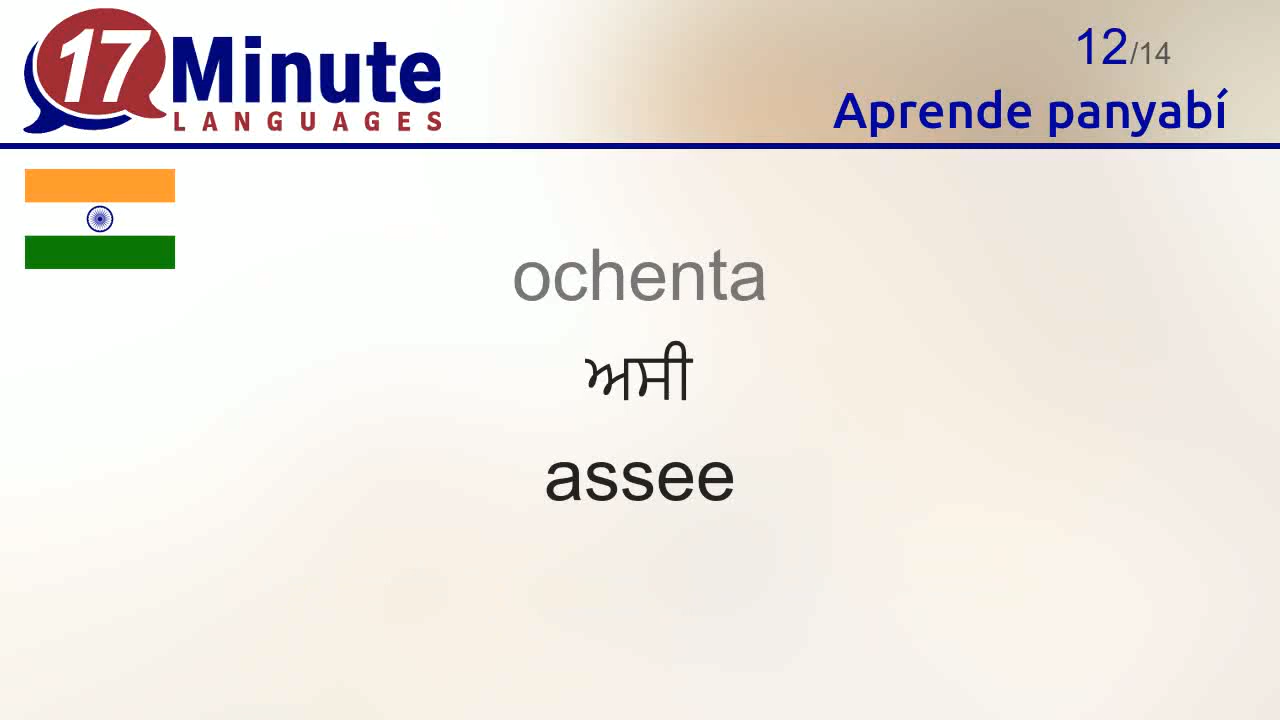 17 Minute
LANGUAGES
12/14
Aprende panyabí
ochenta
ਅਸੀ
assee